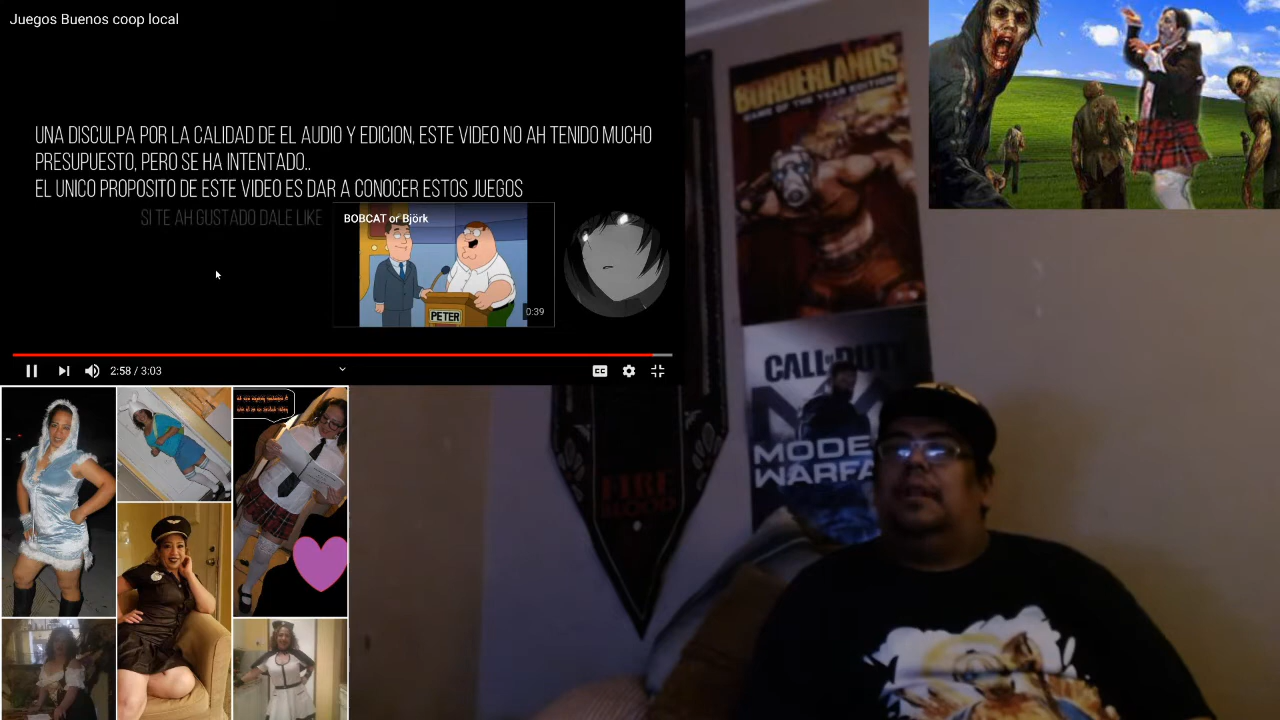 Juegos Buenos coop local
UNA DISCULPA POR LA CALIDAD DE EL AUDIO Y EDICION, ESTE VIDEO NO AH TENIDO MUCHO
PRESUPUESTO, PERO SE HA INTENTADO..
EL UNICO PROPOSITO DE ESTE VIDEO ES DAR A CONOCER ESTOS JUEGOS
SI TE AH GUSTADO DALE LIKE
BOBCAT or Björk
PETER
0:39
2:58 / 3:03
CC
BORDERLANDS
GAME OF THE YEAR EDITION
CALL OF DUTY
MODE
WARFA
FIRE
BLOOD